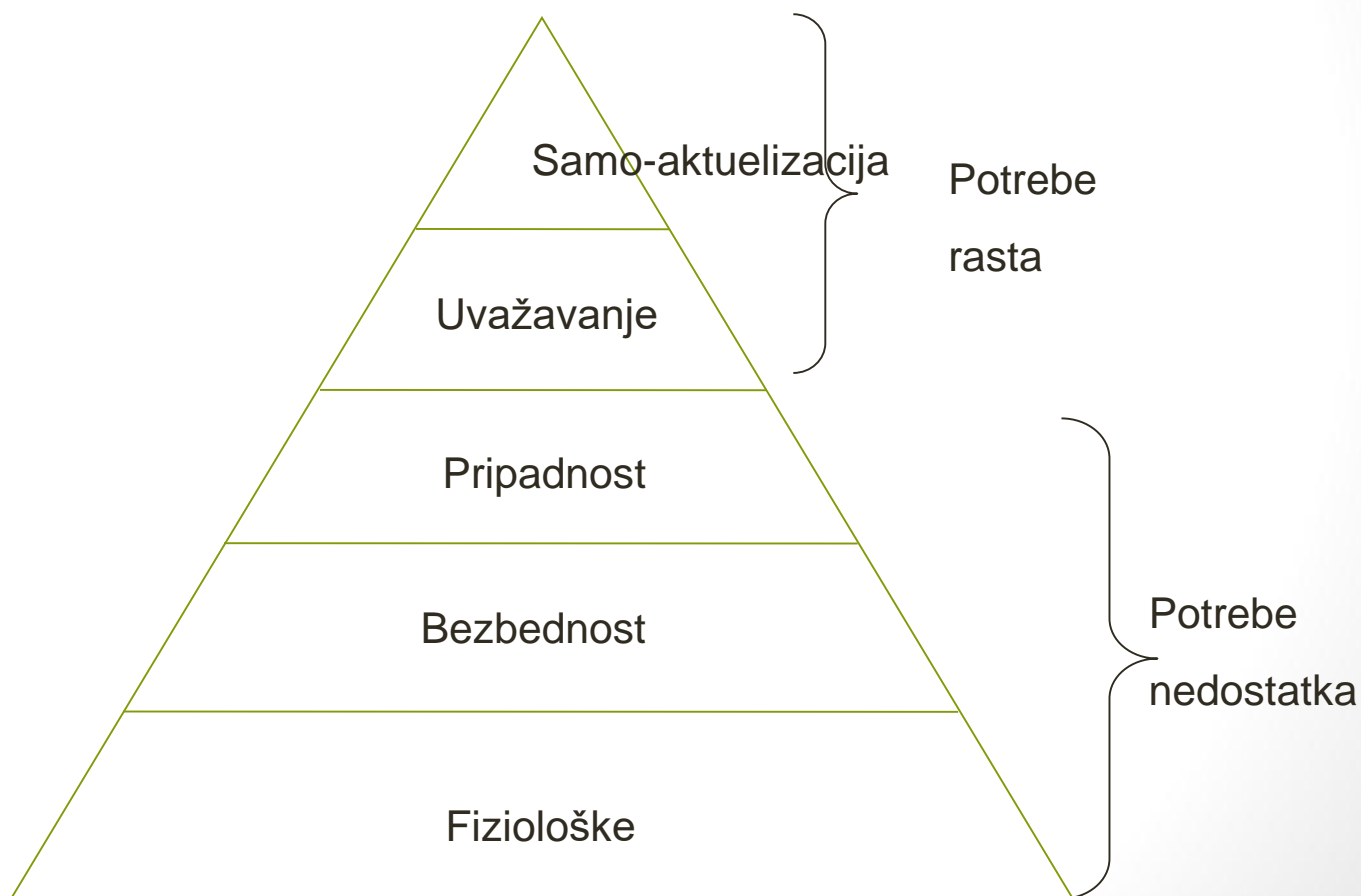 Samo-aktuelizacija
Potrebe
rasta
Uvažavanje
Pripadnost
Bezbednost
Potrebe
nedostatka
Fiziološke